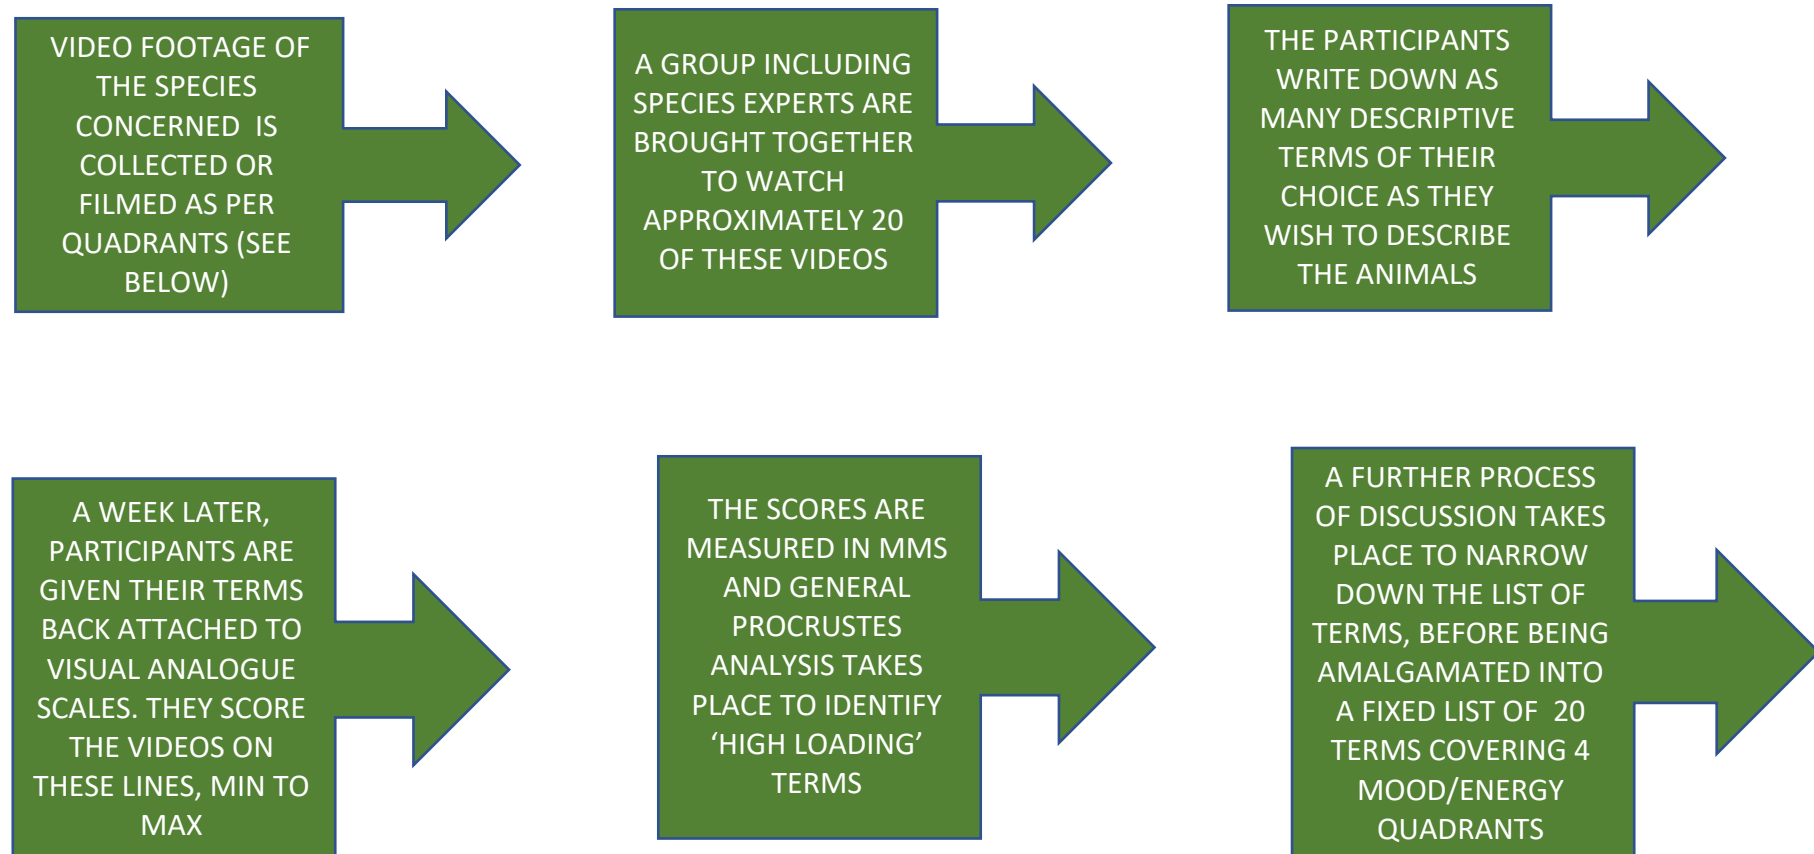 VIDEO FOOTAGE OF
THE SPECIES
CONCERNED IS
COLLECTED OR
FILMED AS PER
QUADRANTS (SEE
BELOW)
A GROUP INCLUDING
SPECIES EXPERTS ARE
BROUGHT TOGETHER
TO WATCH
APPROXIMATELY 20
OF THESE VIDEOS
THE PARTICIPANTS
WRITE DOWN AS
MANY DESCRIPTIVE
TERMS OF THEIR
CHOICE AS THEY
WISH TO DESCRIBE
THE ANIMALS
A WEEK LATER,
PARTICIPANTS ARE
GIVEN THEIR TERMS
BACK ATTACHED TO
VISUAL ANALOGUE
SCALES. THEY SCORE
THE VIDEOS ON
THESE LINES, MIN TO
MAX
THE SCORES ARE
MEASURED IN MMS
AND GENERAL
PROCRUSTES
ANALYSIS TAKES
PLACE TO IDENTIFY
‘HIGH LOADING’
TERMS
A FURTHER PROCESS
OF DISCUSSION TAKES
PLACE TO NARROW
DOWN THE LIST OF
TERMS, BEFORE BEING
AMALGAMATED INTO
A FIXED LIST OF 20
TERMS COVERING 4
MOOD/ENERGY
QUADRANTS